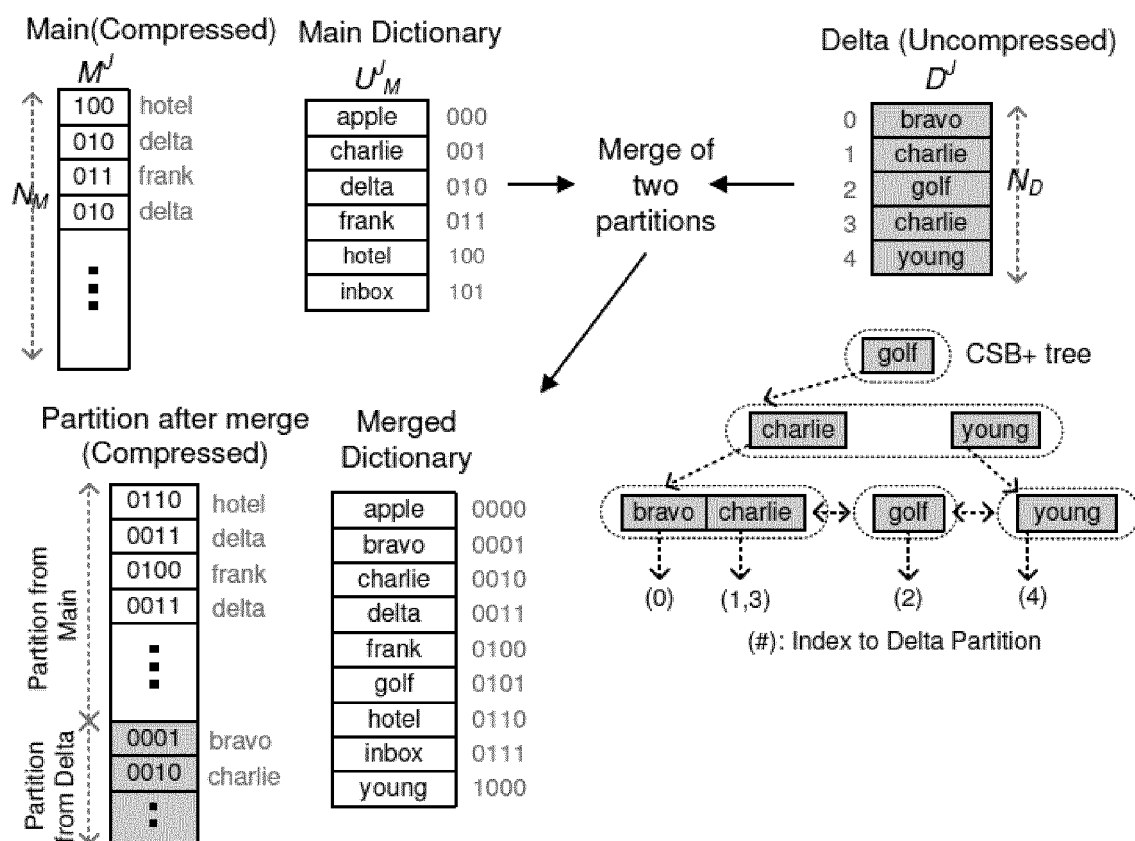 Main(Compressed)
M^J
N_M
100 hotel
010 delta
011 frank
010 delta
Main Dictionary
U^J_M
apple 000
charlie 001
delta 010
frank 011
hotel 100
inbox 101
Merge of
two
partitions
Delta (Uncompressed)
D^J
0 bravo
1 charlie
2 golf
3 charlie
4 young
N_D
golf CSB+ tree
charlie young
bravo charlie golf young
(0) (1,3) (2) (4)
(#): Index to Delta Partition
Partition after merge
(Compressed)
Partition from
Main
0110 hotel
0011 delta
0100 frank
0011 delta
Partition
from Delta
0001 bravo
0010 charlie
Merged
Dictionary
apple 0000
bravo 0001
charlie 0010
delta 0011
frank 0100
golf 0101
hotel 0110
inbox 0111
young 1000